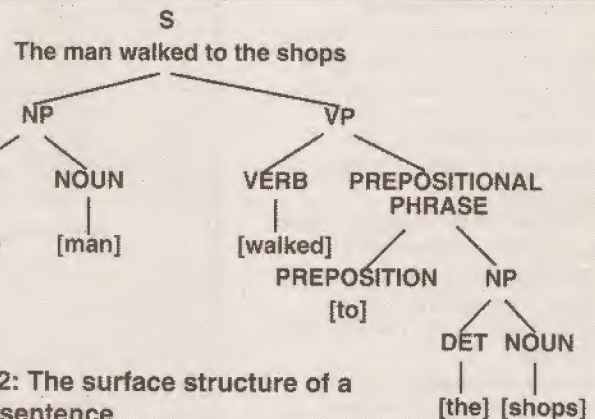 S
The man walked to the shops
NP VP
NOUN VERB PREPOSITIONAL
PHRASE
[man] [walked]
PREPOSITION NP
[to]
DET NOUN
2: The surface structure of a
sentence
[the] [shops]